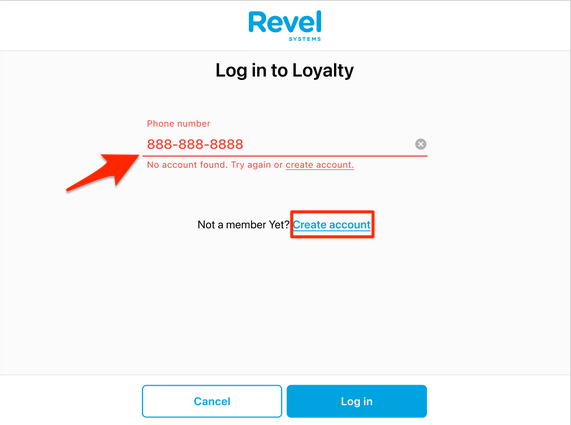 Revel
SYSTEMS
Log in to Loyalty
Phone number
888-888-8888
No account found. Try again or create account.
Not a member Yet? Create account
Cancel
Log in